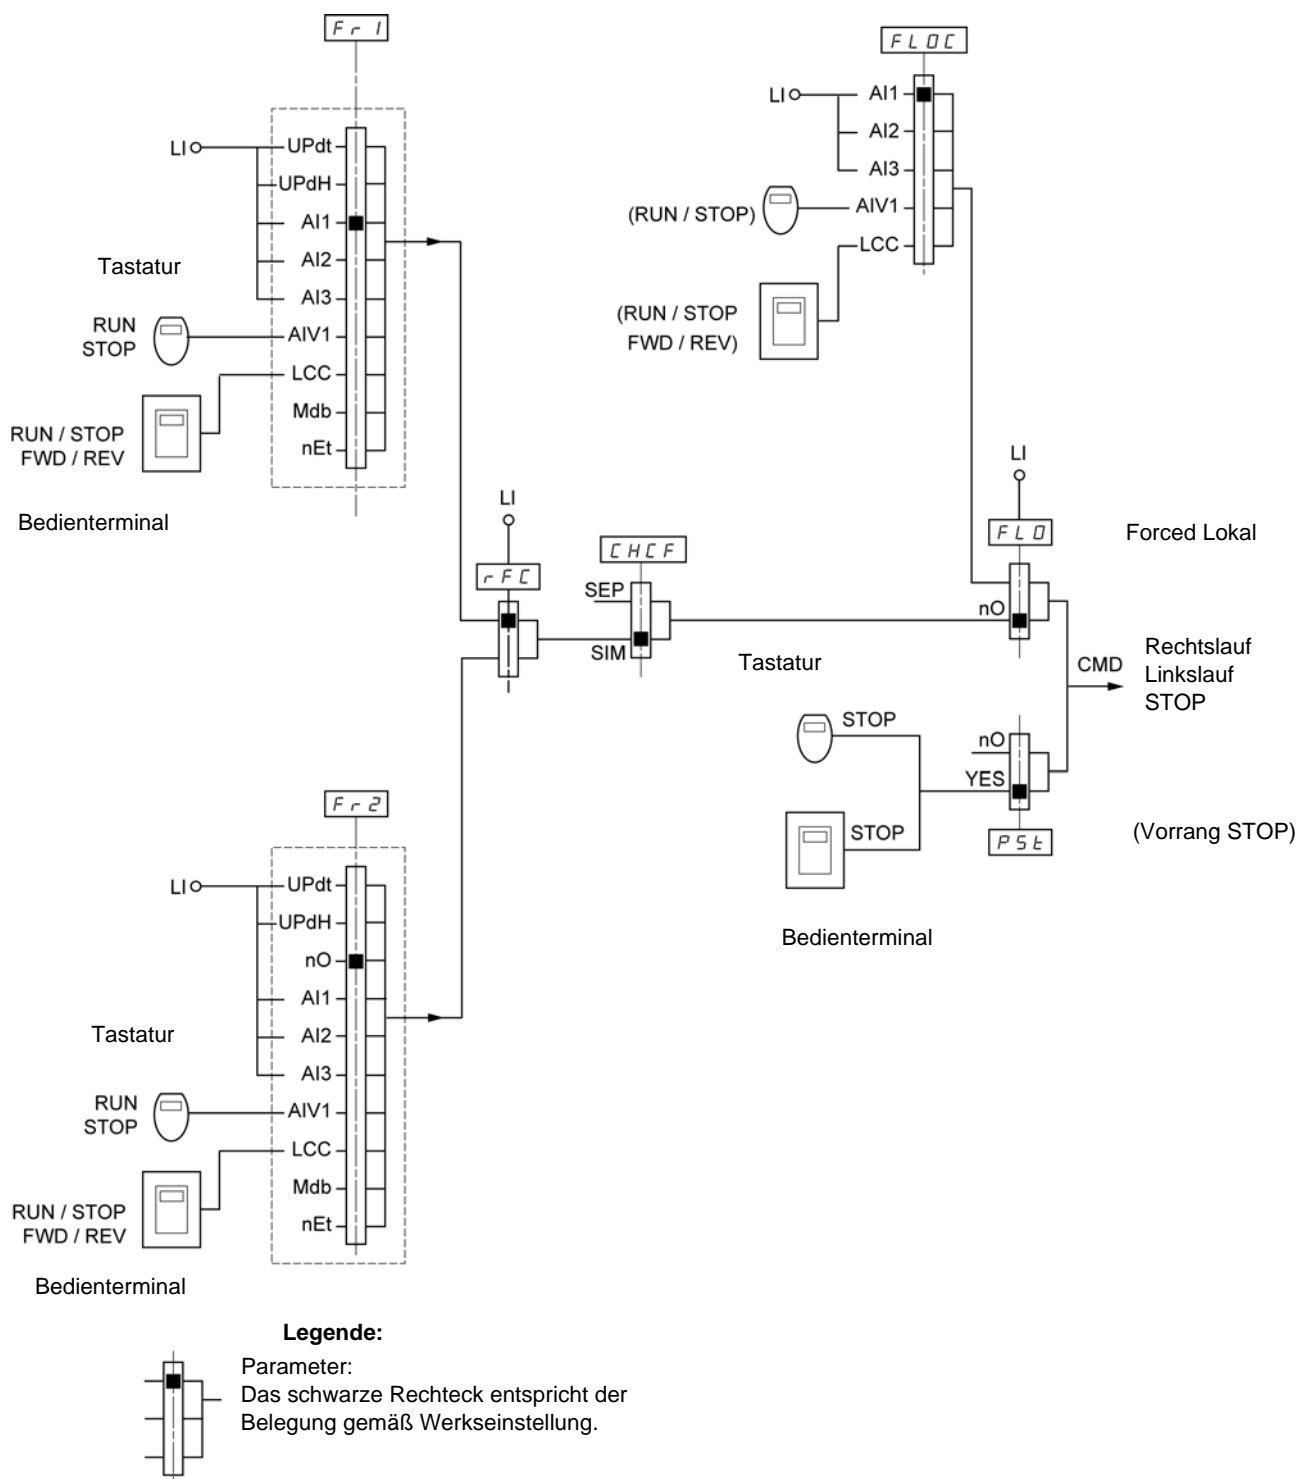 Fr1
LI
UPdt
UPdH
AI1
AI2
AI3
AIV1
LCC
Mdb
nEt
Tastatur
RUN
STOP
RUN / STOP
FWD / REV
Bedienterminal
FLOC
LI
AI1
AI2
AI3
AIV1
LCC
(RUN / STOP)
(RUN / STOP
FWD / REV)
LI
rFC
CHCF
SEP
SIM
LI
FLO
nO
Forced Lokal
CMD
Rechtslauf
Linkslauf
STOP
Tastatur
STOP
STOP
Bedienterminal
nO
YES
PSt
(Vorrang STOP)
Fr2
LI
UPdt
UPdH
nO
AI1
AI2
AI3
AIV1
LCC
Mdb
nEt
Tastatur
RUN
STOP
RUN / STOP
FWD / REV
Bedienterminal
Legende:
Parameter:
Das schwarze Rechteck entspricht der
Belegung gemäß Werkseinstellung.